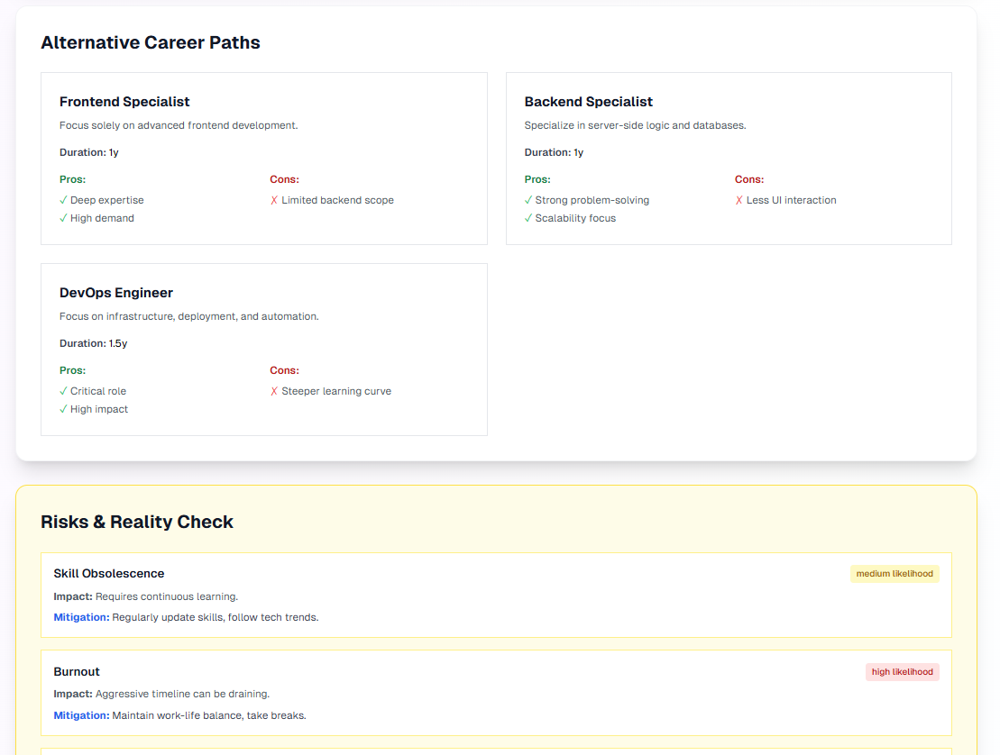 Alternative Career Paths
Frontend Specialist
Focus solely on advanced frontend development.
Duration: 1y
Pros:
✓ Deep expertise
✓ High demand
Cons:
✗ Limited backend scope
Backend Specialist
Specialize in server-side logic and databases.
Duration: 1y
Pros:
✓ Strong problem-solving
✓ Scalability focus
Cons:
✗ Less UI interaction
DevOps Engineer
Focus on infrastructure, deployment, and automation.
Duration: 1.5y
Pros:
✓ Critical role
✓ High impact
Cons:
✗ Steeper learning curve
Risks & Reality Check
Skill Obsolescence
medium likelihood
Impact: Requires continuous learning.
Mitigation: Regularly update skills, follow tech trends.
Burnout
high likelihood
Impact: Aggressive timeline can be draining.
Mitigation: Maintain work-life balance, take breaks.